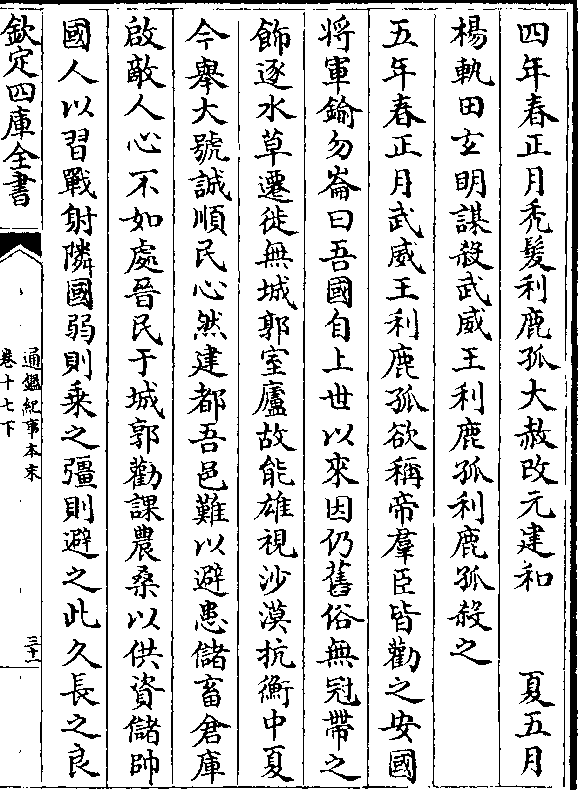 四年春正月禿髮利鹿孤大赦改元建和　夏五月
楊軌田玄明謀殺武威王利鹿孤利鹿孤殺之
五年春正月武威王利鹿孤欲稱帝羣臣皆勸之安國
將軍鍮勿崙曰吾國自上世以來因仍舊俗無冠帶之
飾逐水草遷徙無城郭室廬故能雄視沙漠抗衡中夏
今舉大號誠順民心然建都吾邑難以避患儲畜倉庫
啟敵人心不如處晉民于城郭勸課農桑以供資儲帥
國人以習戰射隣國弱則乘之彊則避之此久長之良
欽定四庫全書
通鑑紀事本末
卷十七下
三十